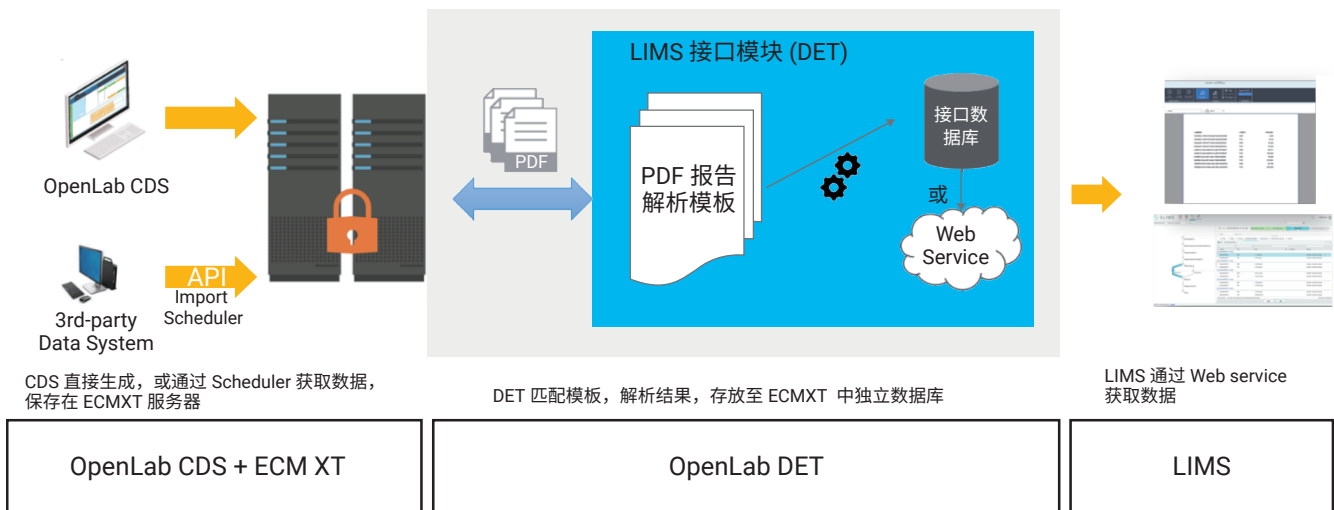 LIMS 接口模块 (DET)
OpenLab CDS
PDF
PDF 报告
解析模板
接口数
据库
或
Web
Service
API
Import
Scheduler
3rd-party
Data System
CDS 直接生成，或通过 Scheduler 获取数据，
保存在 ECMXT 服务器
DET 匹配模板，解析结果，存放至 ECMXT 中独立数据库
LIMS 通过 Web service
获取数据
OpenLab CDS + ECM XT
OpenLab DET
LIMS